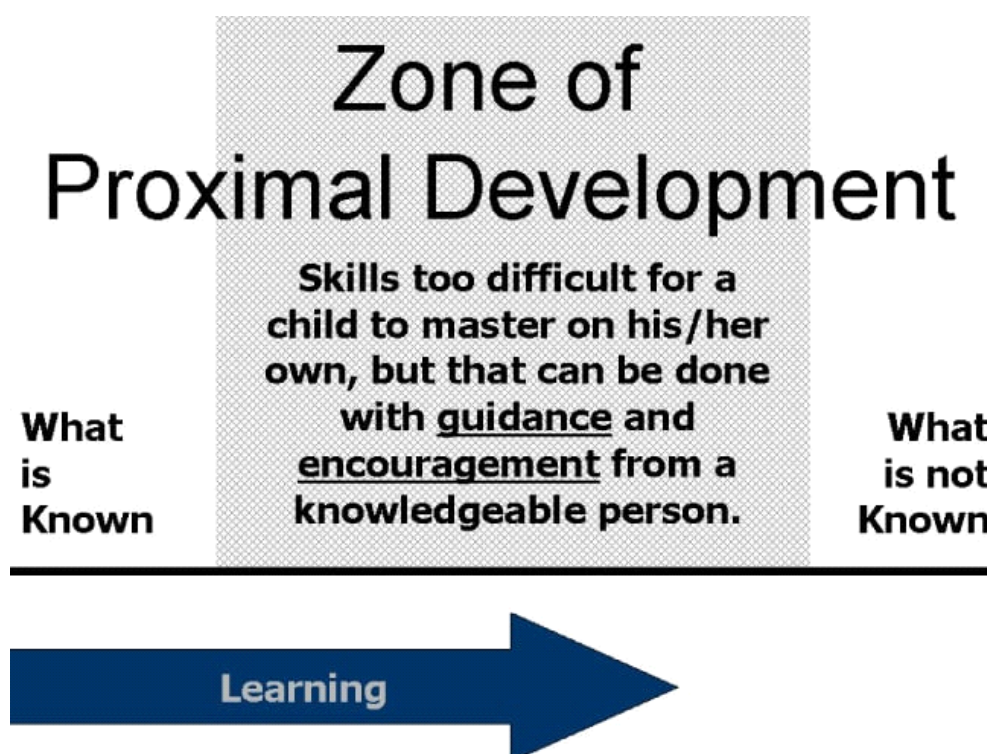 Zone of
Proximal Development
Skills too difficult for a
child to master on his/her
own, but that can be done
with guidance and
encouragement from a
knowledgeable person.
What
is
Known
What
is not
Known
Learning